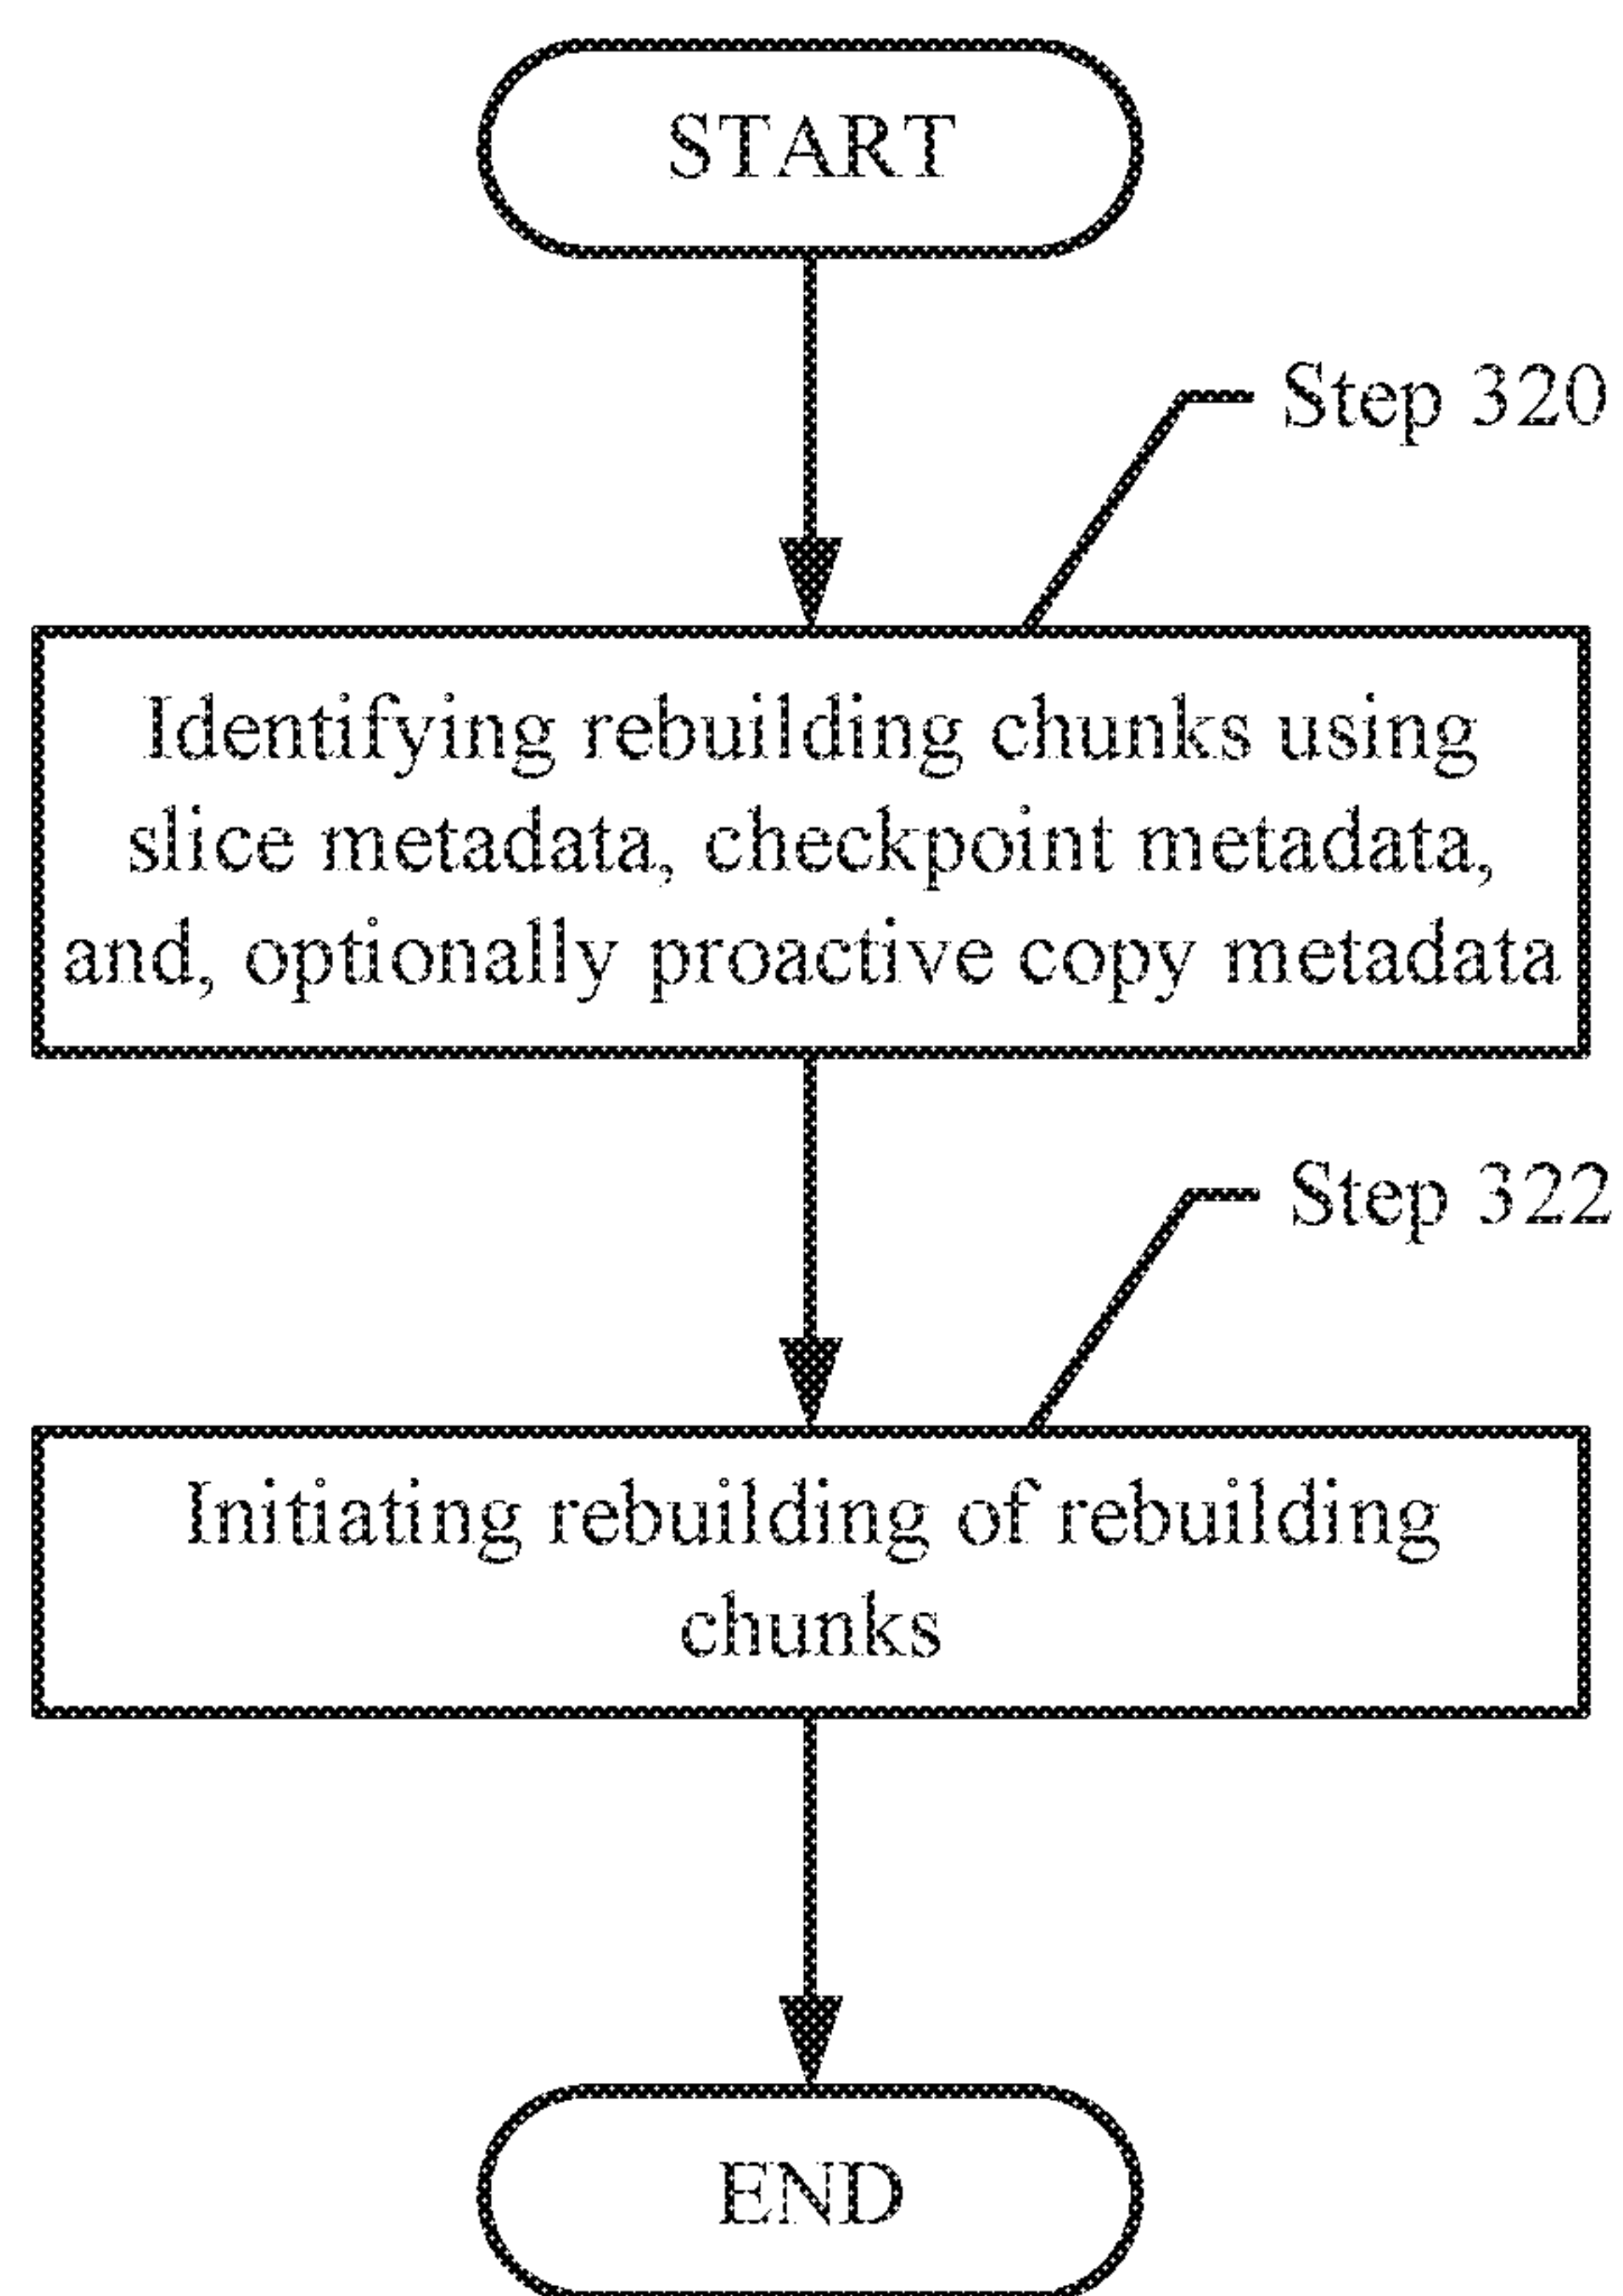 START
Step 320
Identifying rebuilding chunks using
slice metadata, checkpoint metadata,
and, optionally proactive copy metadata
Step 322
Initiating rebuilding of rebuilding
chunks
END